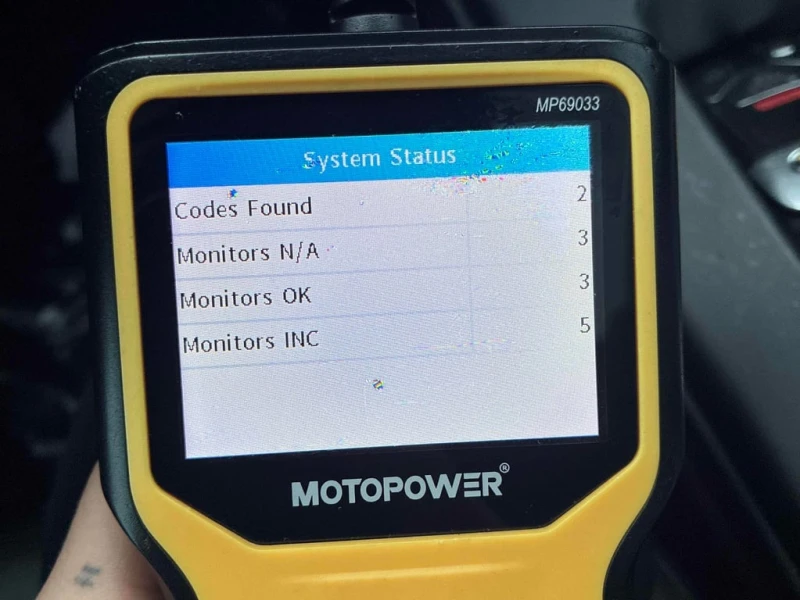 MP69033
System Status
Codes Found 2
Monitors N/A 3
Monitors OK 3
Monitors INC 5
MOTOPOWER®